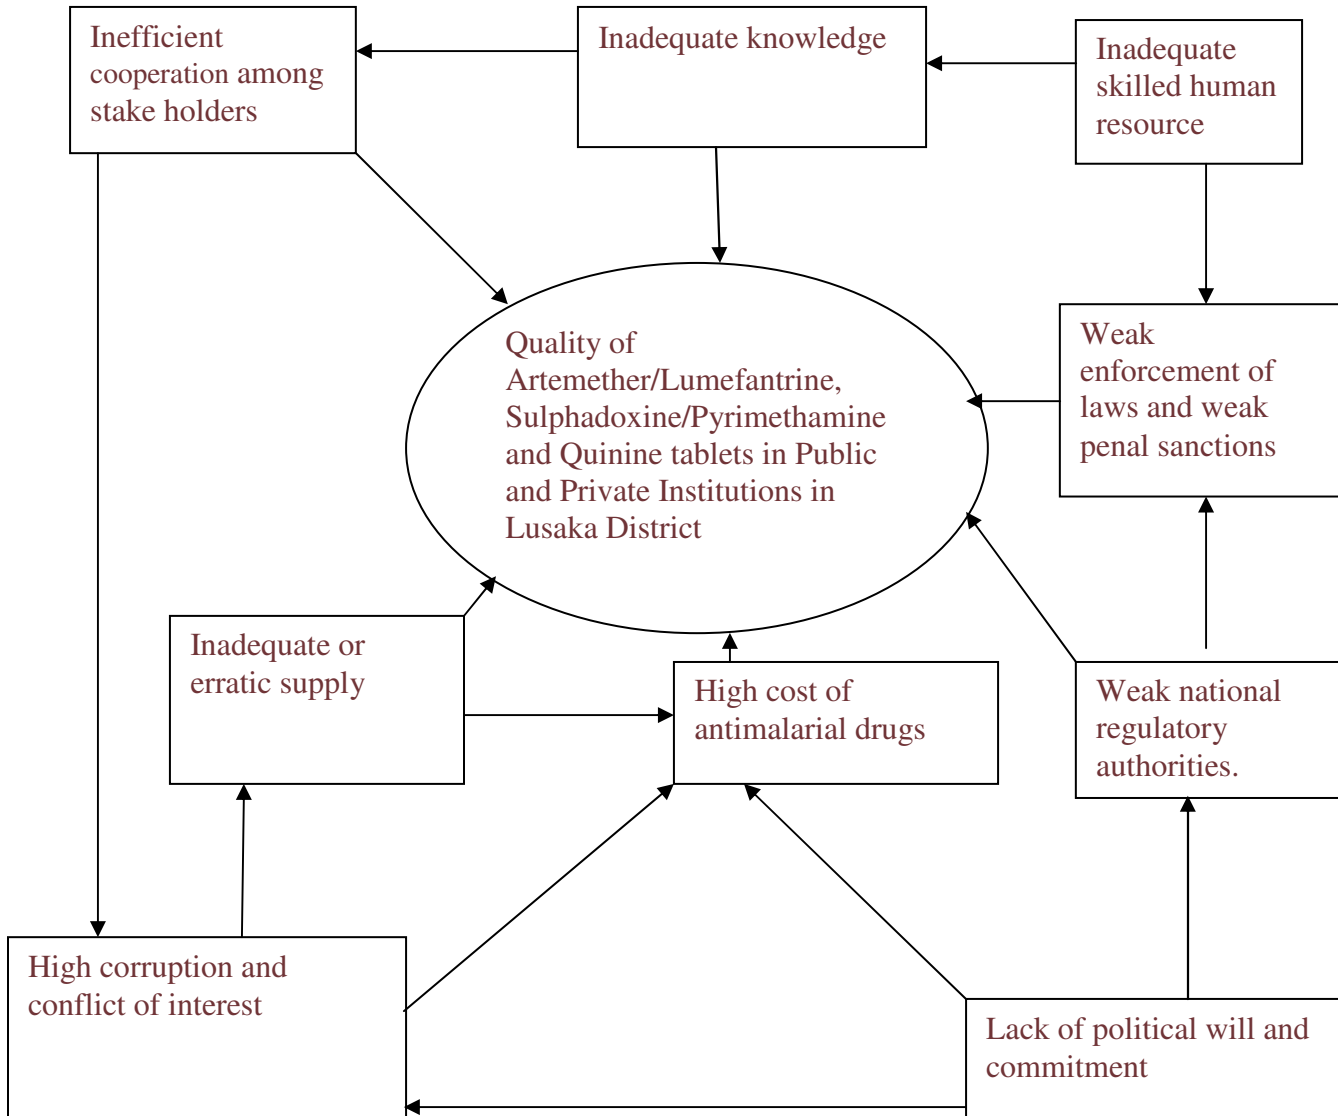 Inefficient
cooperation among
stake holders
Inadequate knowledge
Inadequate
skilled human
resource
Quality of
Artemether/Lumefantrine,
Sulphadoxine/Pyrimethamine
and Quinine tablets in Public
and Private Institutions in
Lusaka District
Weak
enforcement of
laws and weak
penal sanctions
Inadequate or
erratic supply
High cost of
antimalarial drugs
Weak national
regulatory
authorities.
High corruption and
conflict of interest
Lack of political will and
commitment